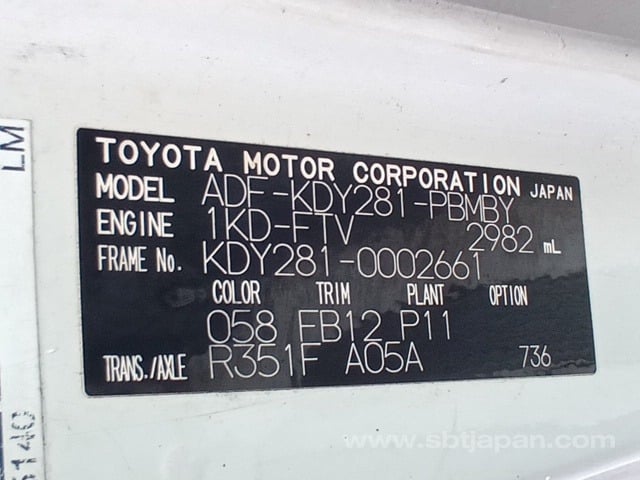 LM
TOYOTA MOTOR CORPORATION JAPAN
MODEL ADF-KDY281-PBMBY
ENGINE 1KD-FTV 2982 mL
FRAME No. KDY281-0002661
COLOR TRIM PLANT OPTION
058 FB12 P11
TRANS./AXLE R351F A05A 736
www.sbtjapan.com